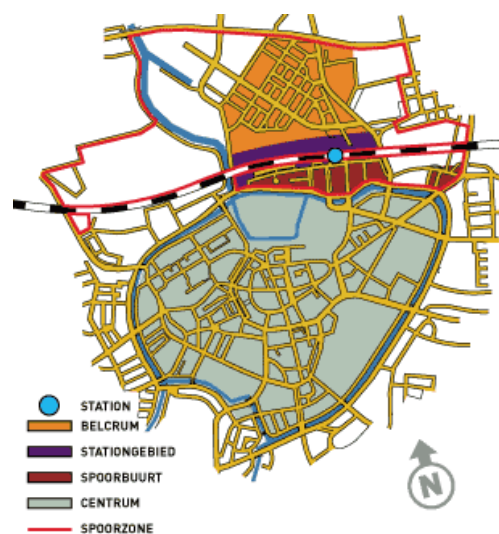 STATION
BELCRUM
STATIONGEBIED
SPOORBUURT
CENTRUM
SPOORZONE
N